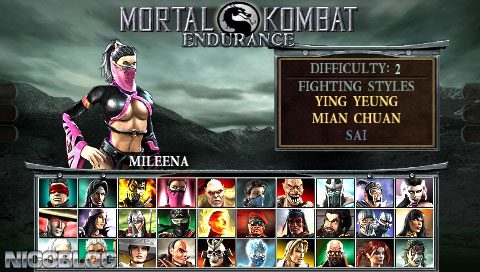 MORTAL KOMBAT
ENDURANCE
DIFFICULTY: 2
FIGHTING STYLES
YING YEUNG
MIAN CHUAN
SAI
MILEENA
NICOBLOG